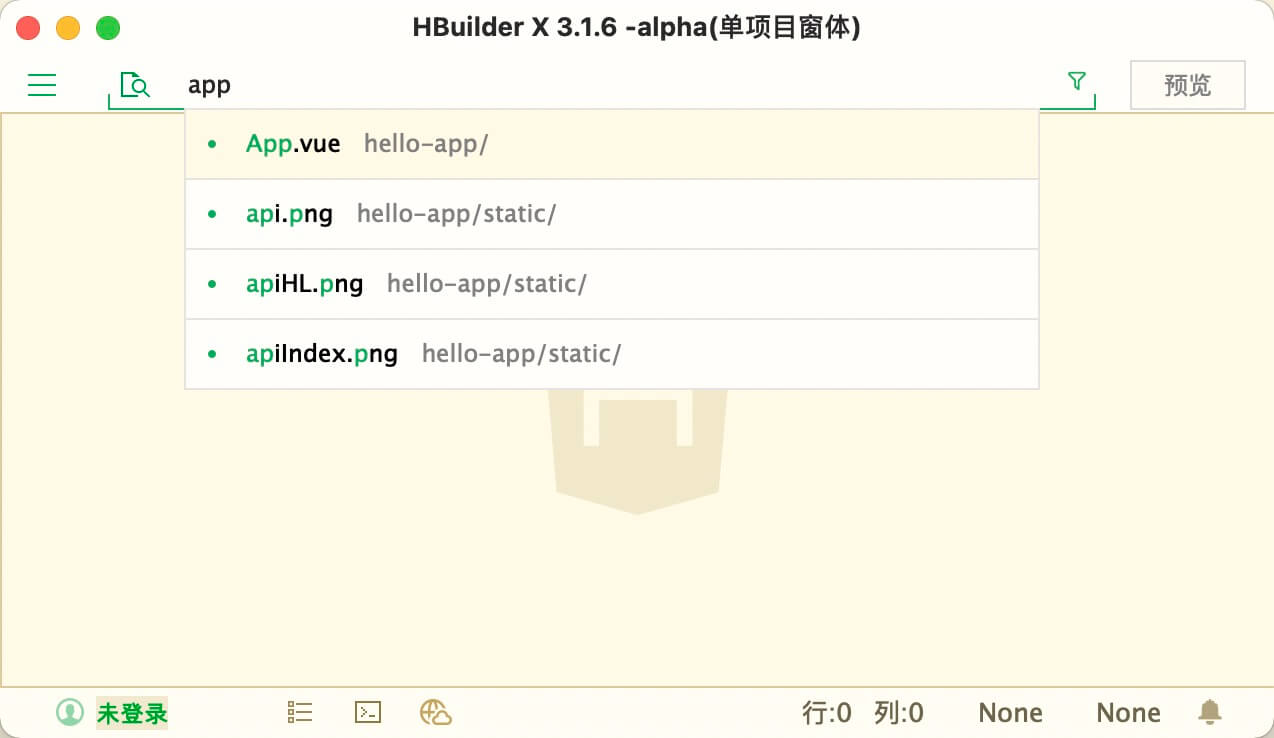 HBuilder X 3.1.6 -alpha(单项目窗体)
app 预览
App.vue hello-app/
api.png hello-app/static/
apiHL.png hello-app/static/
apiIndex.png hello-app/static/
未登录 行:0 列:0 None None